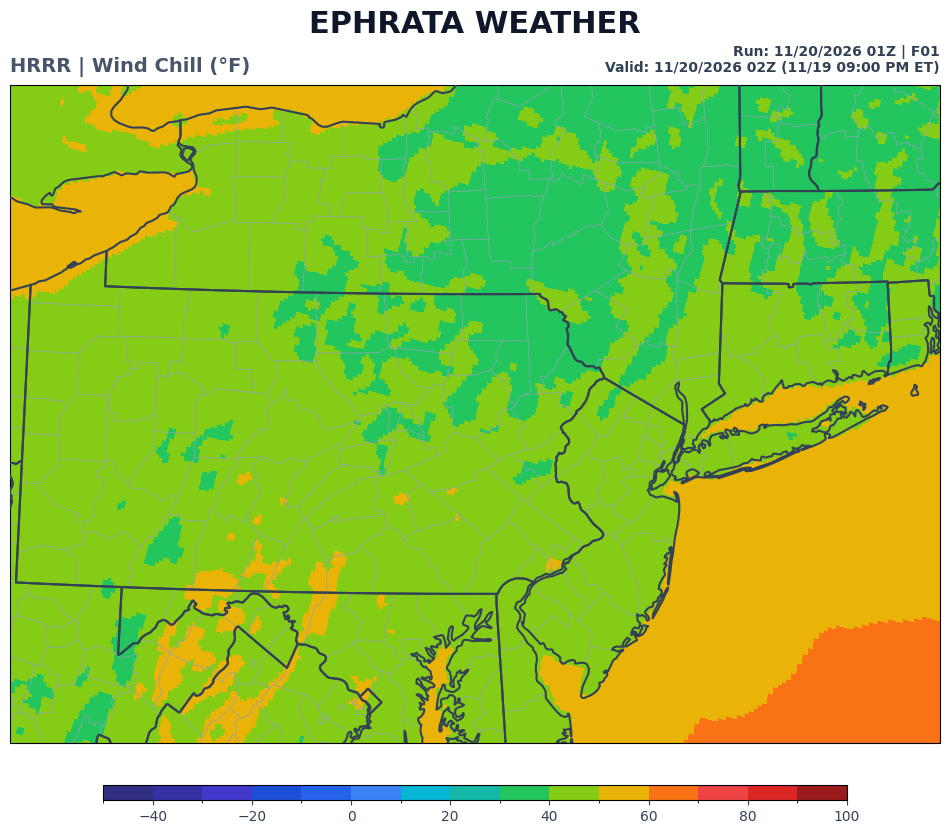 EPHRATA WEATHER
HRRR | Wind Chill (°F)
Run: 11/20/2026 01Z | F01
Valid: 11/20/2026 02Z (11/19 09:00 PM ET)
−40 −20 0 20 40 60 80 100